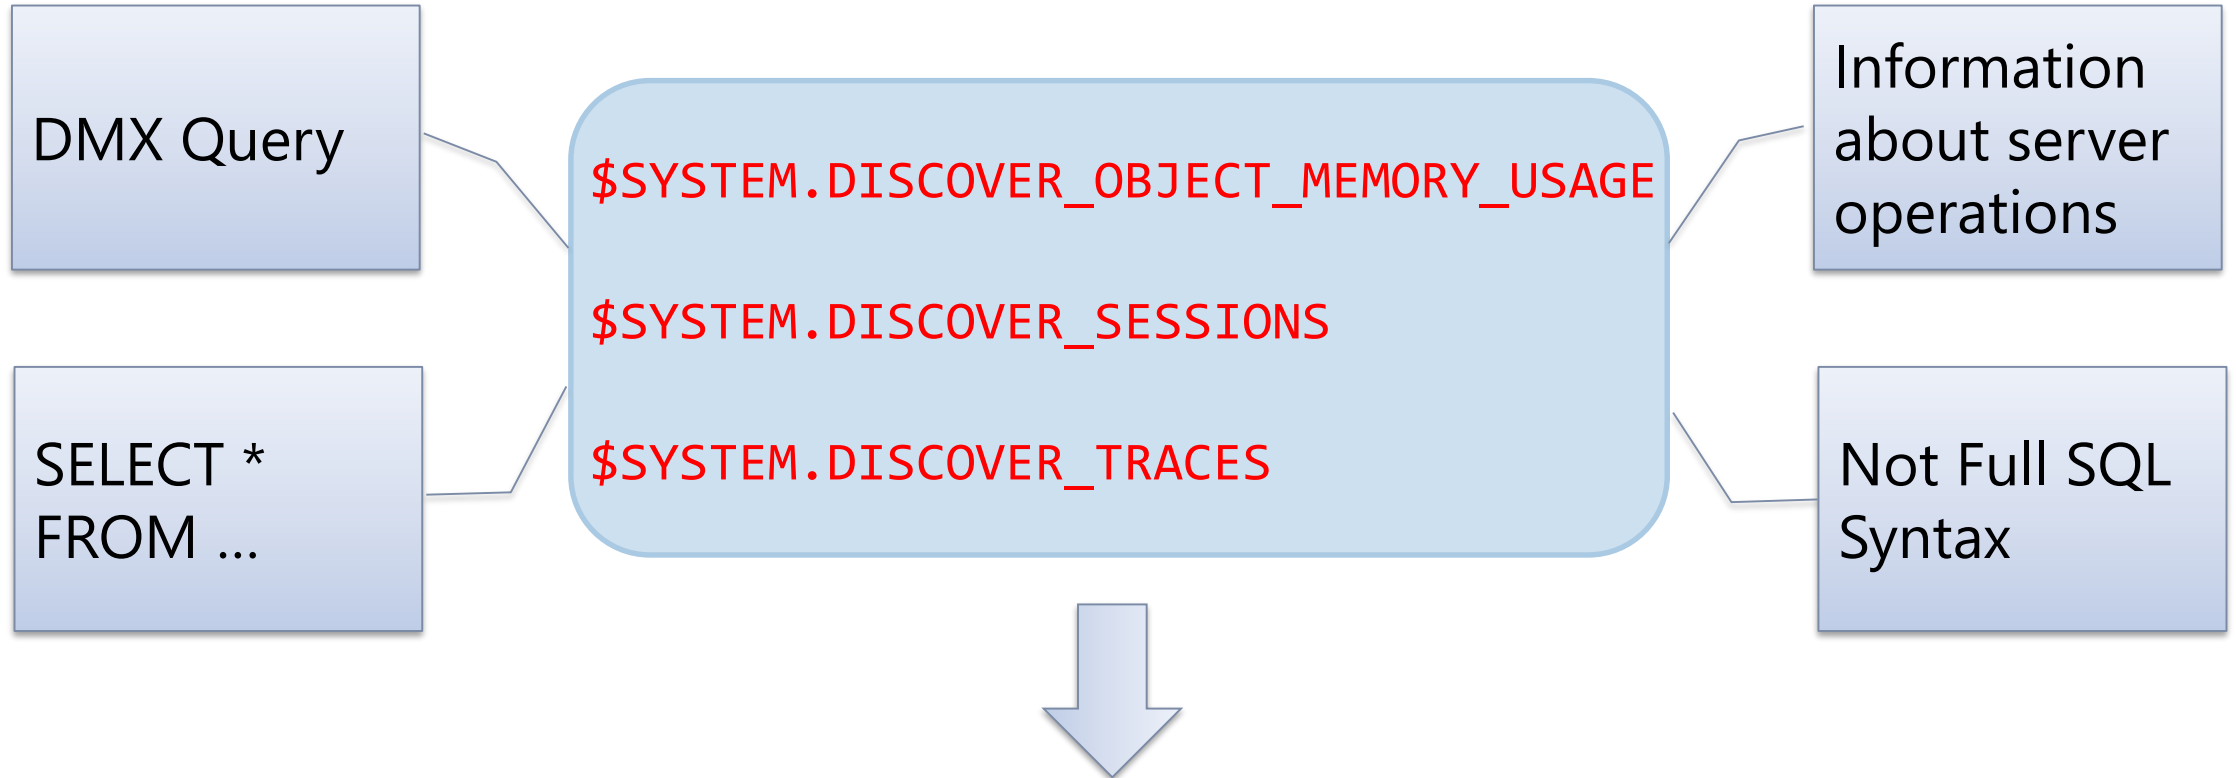 DMX Query
SELECT *
FROM ...
$SYSTEM.DISCOVER_OBJECT_MEMORY_USAGE
$SYSTEM.DISCOVER_SESSIONS
$SYSTEM.DISCOVER_TRACES
Information
about server
operations
Not Full SQL
Syntax